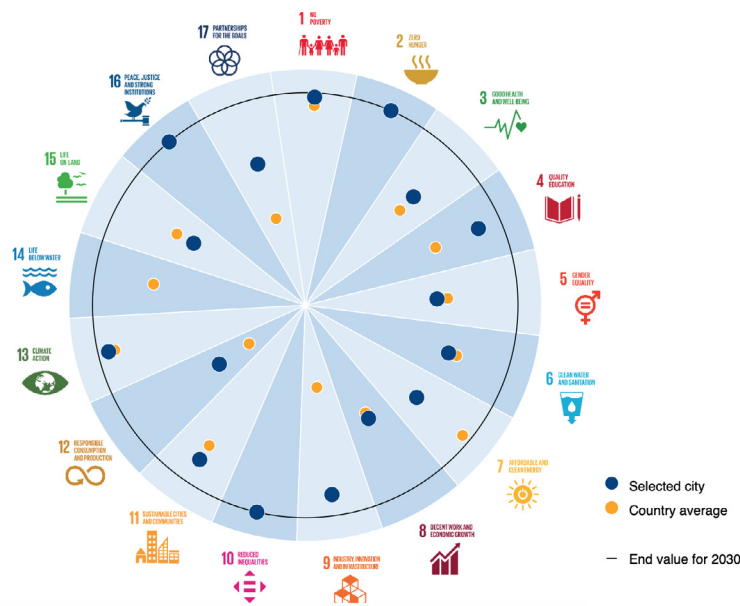 1 NO
POVERTY
2 ZERO
HUNGER
3 GOOD HEALTH
AND WELL-BEING
4 QUALITY
EDUCATION
5 GENDER
EQUALITY
6 CLEAN WATER
AND SANITATION
7 AFFORDABLE AND
CLEAN ENERGY
8 DECENT WORK AND
ECONOMIC GROWTH
9 INDUSTRY, INNOVATION
AND INFRASTRUCTURE
10 REDUCED
INEQUALITIES
11 SUSTAINABLE CITIES
AND COMMUNITIES
12 RESPONSIBLE
CONSUMPTION
AND PRODUCTION
13 CLIMATE
ACTION
14 LIFE
BELOW WATER
15 LIFE
ON LAND
16 PEACE, JUSTICE
AND STRONG
INSTITUTIONS
17 PARTNERSHIPS
FOR THE GOALS
Selected city
Country average
End value for 2030